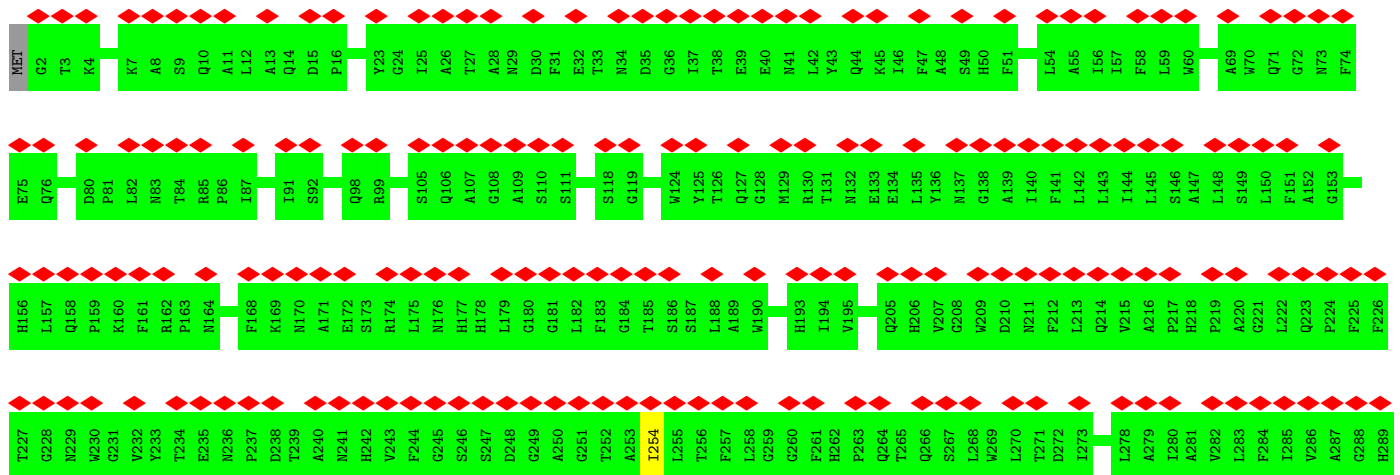 MET G2 T3 K4 K7 A8 S9 Q10 A11 L12 A13 Q14 D15 P16 Y23 G24 I25 A26 T27 A28 N29 D30 F31 E32 T33 N34 D35 G36 I37 T38 E39 E40 N41 L42 Y43 Q44 K45 I46 F47 A48 S49 H50 F51 L54 A55 I56 I57 F58 L59 W60 A69 W70 Q71 G72 N73 F74
E75 Q76 D80 P81 L82 N83 T84 R85 P86 I87 I91 S92 Q98 R99 S105 Q106 A107 G108 A109 S110 S111 S118 G119 W124 Y125 T126 Q127 G128 M129 R130 T131 N132 E133 E134 L135 Y136 N137 G138 A139 I140 F141 L142 L143 I144 L145 S146 A147 L148 S149 L150 F151 A152 G153
H156 L157 Q158 P159 K160 F161 R162 P163 N164 F168 K169 N170 A171 E172 S173 R174 L175 N176 H177 H178 L179 G180 G181 L182 F183 G184 T185 S186 S187 L188 A189 W190 H193 I194 V195 Q205 H206 V207 G208 W209 D210 N211 F212 L213 Q214 V215 A216 P217 H218 P219 A220 G221 L222 Q223 P224 F225 F226
T227 G228 N229 W230 G231 V232 Y233 T234 E235 N236 P237 D238 T239 A240 N241 H242 V243 F244 G245 S246 S247 D248 G249 A250 G251 T252 A253 I254 L255 T256 F257 L258 G259 G260 F261 H262 P263 Q264 T265 Q266 S267 L268 W269 L270 T271 D272 I273 L278 A279 I280 A281 V282 L283 F284 I285 V286 A287 G288 H289